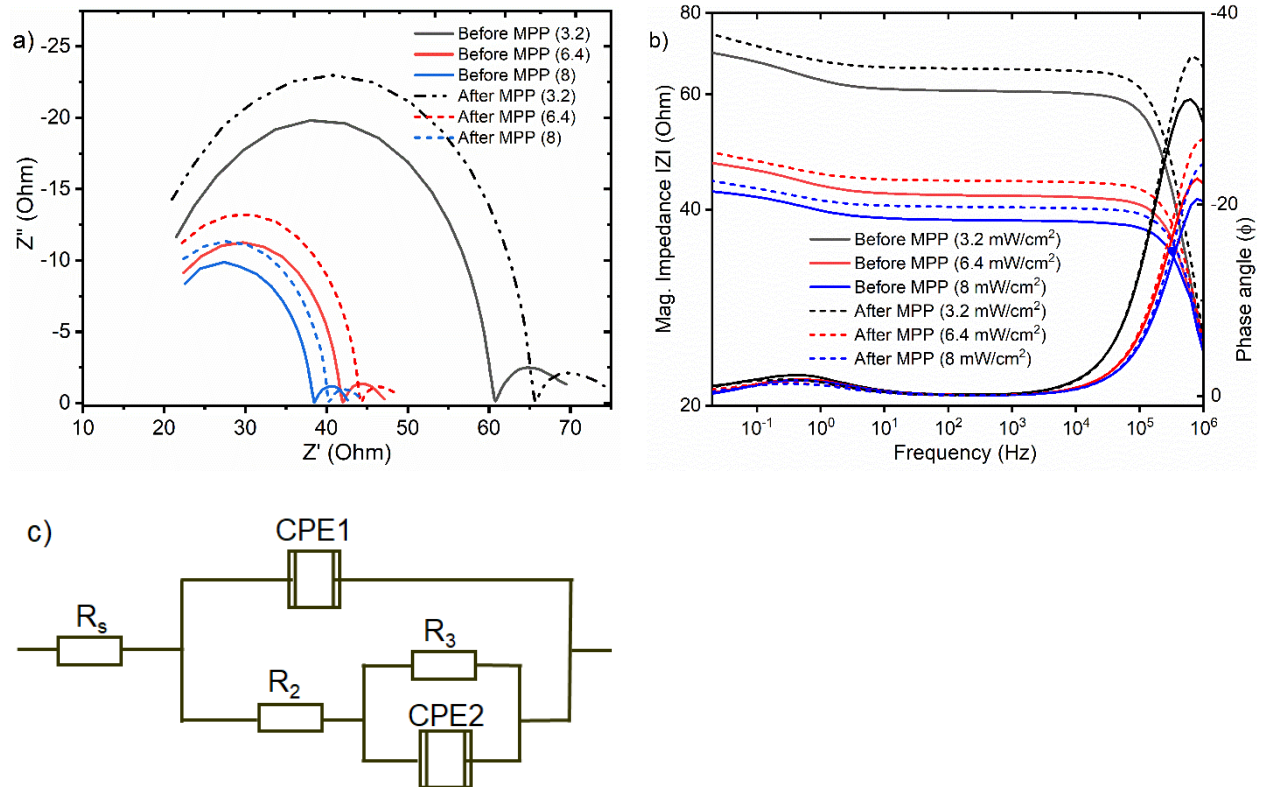 a)
-25
-20
-15
-10
-5
0
Z" (Ohm)
10
20
30
40
50
60
70
Z' (Ohm)
Before MPP (3.2)
Before MPP (6.4)
Before MPP (8)
After MPP (3.2)
After MPP (6.4)
After MPP (8)
b)
80
60
40
20
Mag. Impedance IZI (Ohm)
-40
-20
0
Phase angle (ϕ)
10⁻¹
10⁰
10¹
10²
10³
10⁴
10⁵
10⁶
Frequency (Hz)
Before MPP (3.2 mW/cm²)
Before MPP (6.4 mW/cm²)
Before MPP (8 mW/cm²)
After MPP (3.2 mW/cm²)
After MPP (6.4 mW/cm²)
After MPP (8 mW/cm²)
c)
CPE1
Rₛ
R₃
R₂
CPE2